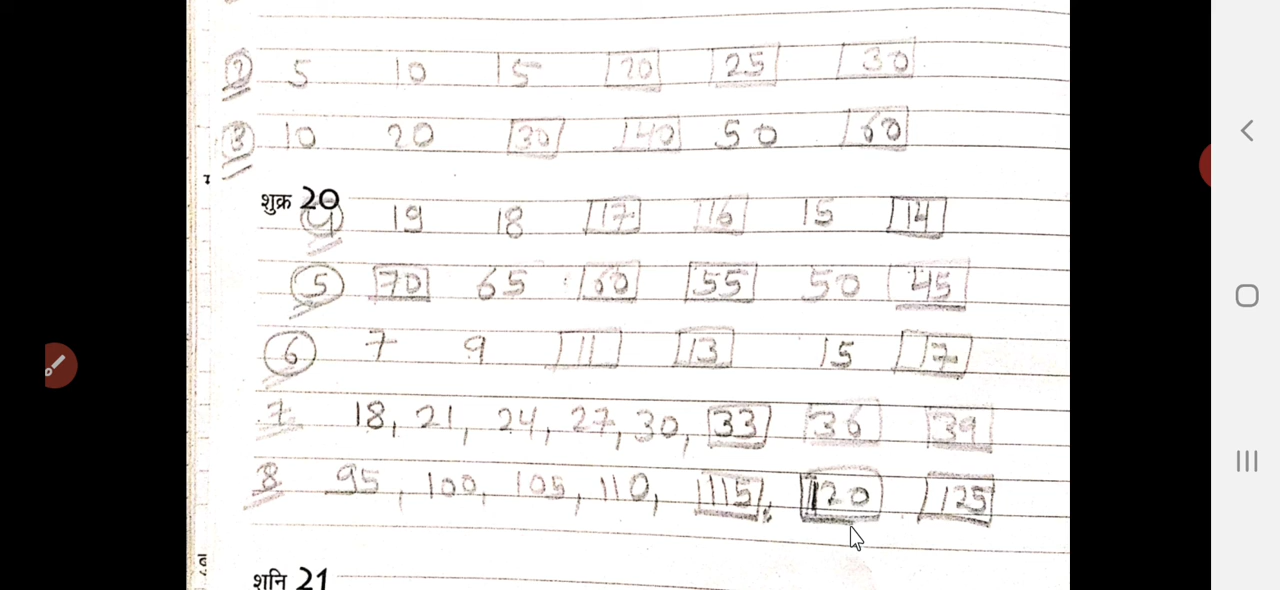 2 5 10 15 20 25 30
3 10 20 30 40 50 60
शुक्र 20
4 19 18 17 16 15 14
5 70 65 60 55 50 45
6 7 9 11 13 15 17
7 18, 21, 24, 27, 30, 33 36 39
8 95, 100, 105, 110, 115, 120 125
शनि 21